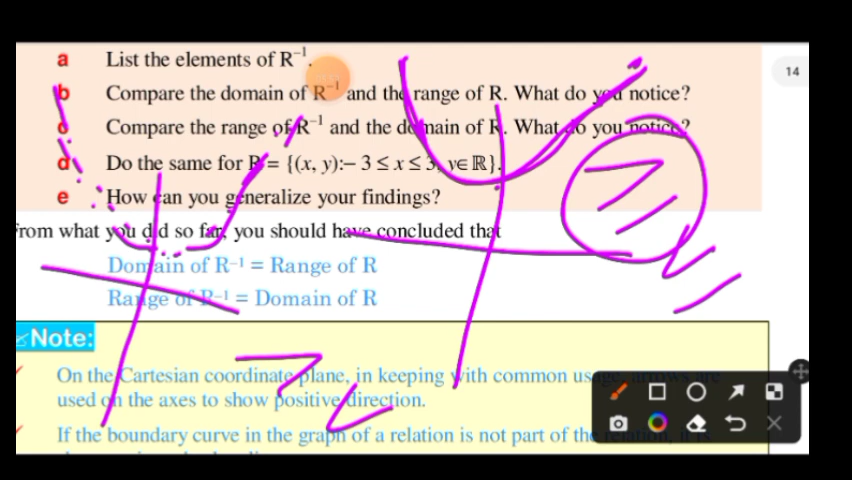 14
a List the elements of R⁻¹.
b Compare the domain of R⁻¹ and the range of R. What do you notice?
c Compare the range of R⁻¹ and the domain of R. What do you notice?
d Do the same for R = {(x, y):– 3 ≤ x ≤ 3, y∈ ℝ}.
e How can you generalize your findings?
From what you did so far, you should have concluded that
Domain of R⁻¹ = Range of R
Range of R⁻¹ = Domain of R
Note:
On the Cartesian coordinate plane, in keeping with common usage, arrows are
used on the axes to show positive direction.
If the boundary curve in the graph of a relation is not part of the relation, it is